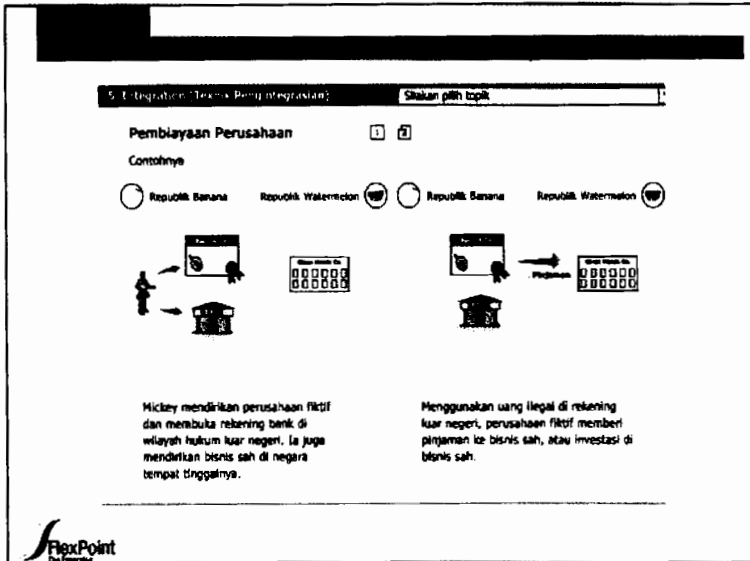 5. Integration (Teknik Pengintegrasian)
Silakan pilih topik
Pembiayaan Perusahaan
1 2
Contohnya
Republik Banana
Republik Watermelon
Republik Banana
Republik Watermelon
Pinjaman
Mickey mendirikan perusahaan fiktif
dan membuka rekening bank di
wilayah hukum luar negeri. Ia juga
mendirikan bisnis sah di negara
tempat tinggalnya.
Menggunakan uang ilegal di rekening
luar negeri, perusahaan fiktif memberi
pinjaman ke bisnis sah, atau investasi di
bisnis sah.
FlexPoint